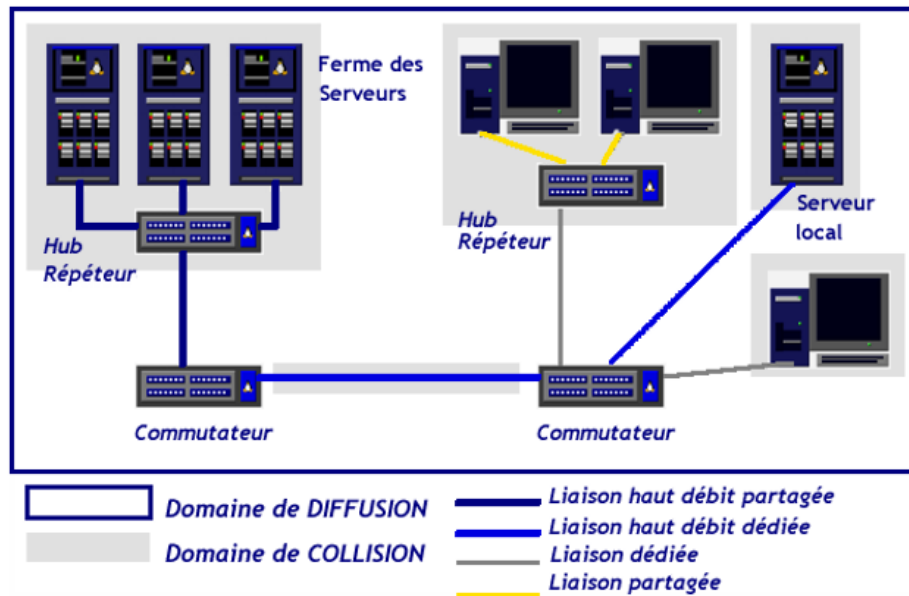 Ferme des
Serveurs
Hub
Répéteur
Hub
Répéteur
Serveur
local
Commutateur
Commutateur
Domaine de DIFFUSION
Domaine de COLLISION
Liaison haut débit partagée
Liaison haut débit dédiée
Liaison dédiée
Liaison partagée